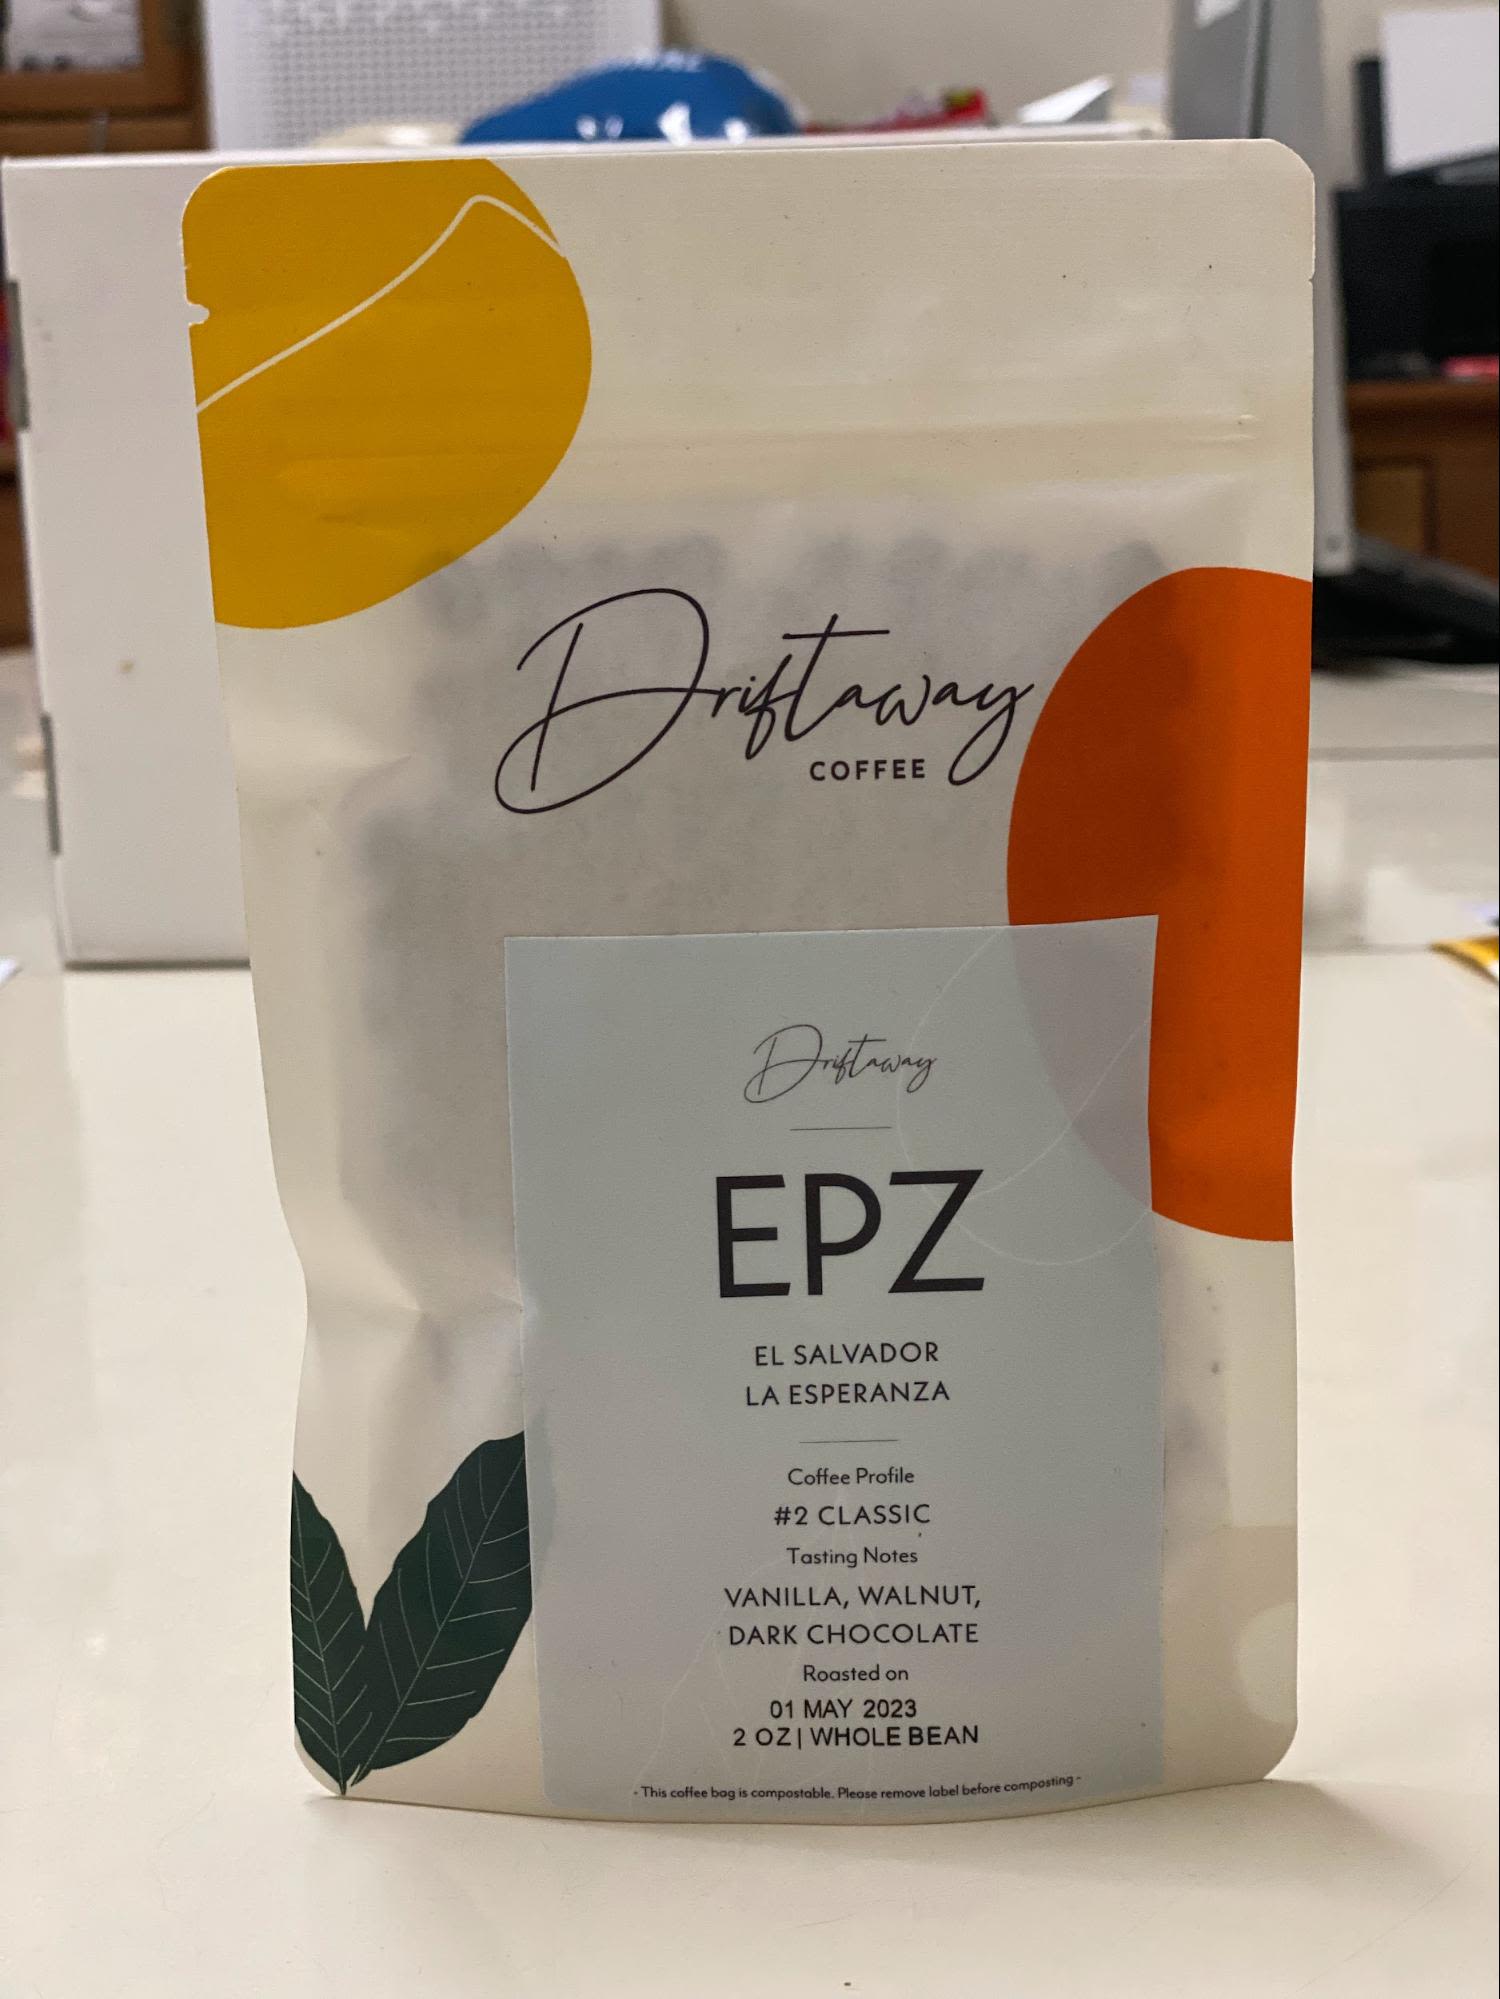 Driftaway
COFFEE
Driftaway
EPZ
EL SALVADOR
LA ESPERANZA
Coffee Profile
#2 CLASSIC
Tasting Notes
VANILLA, WALNUT,
DARK CHOCOLATE
Roasted on
01 MAY 2023
2 OZ| WHOLE BEAN
- This coffee bag is compostable. Please remove label before composting -